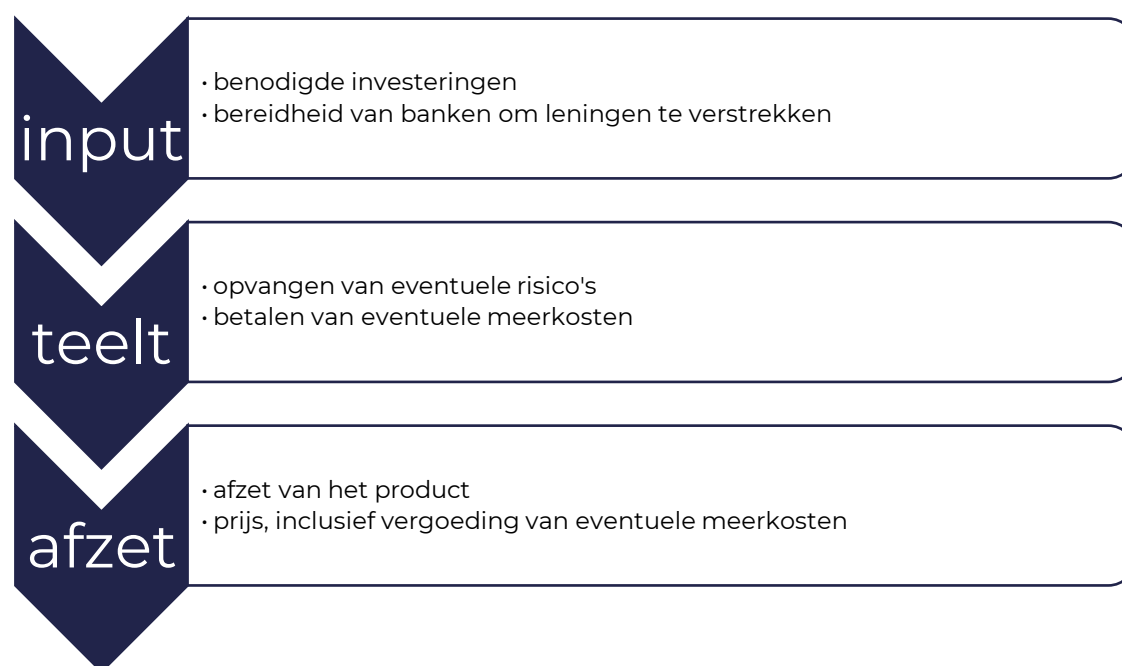 input
· benodigde investeringen
· bereidheid van banken om leningen te verstrekken
teelt
· opvangen van eventuele risico's
· betalen van eventuele meerkosten
afzet
· afzet van het product
· prijs, inclusief vergoeding van eventuele meerkosten